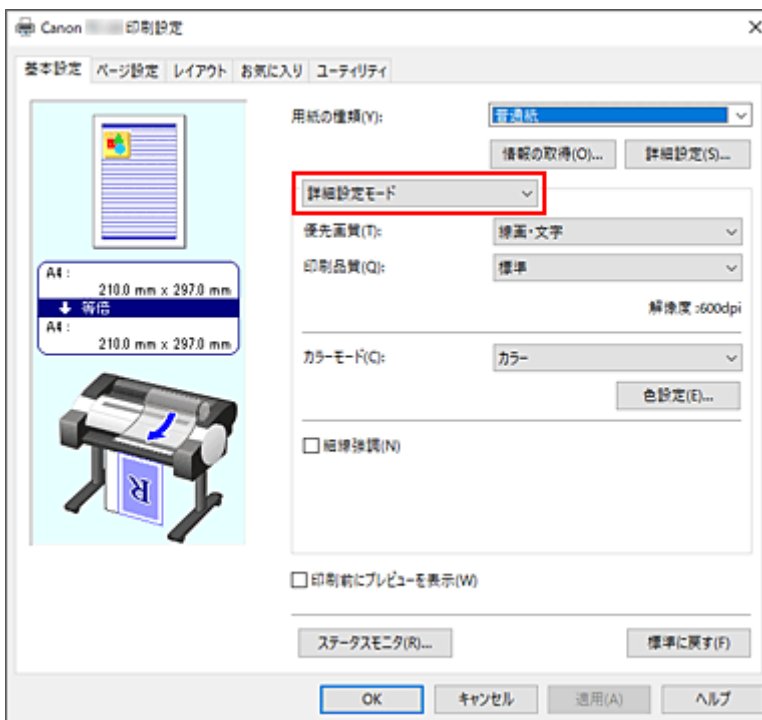 Canon 印刷設定
基本設定 ページ設定 レイアウト お気に入り ユーティリティ
用紙の種類(Y): 普通紙
情報の取得(O)... 詳細設定(S)...
詳細設定モード
優先画質(T): 線画・文字
印刷品質(Q): 標準
解像度 :600dpi
カラーモード(C): カラー
色設定(E)...
細線強調(N)
A4 :
210.0 mm x 297.0 mm
等倍
A4 :
210.0 mm x 297.0 mm
R
印刷前にプレビューを表示(W)
ステータスモニタ(R)... 標準に戻す(F)
OK キャンセル 適用(A) ヘルプ